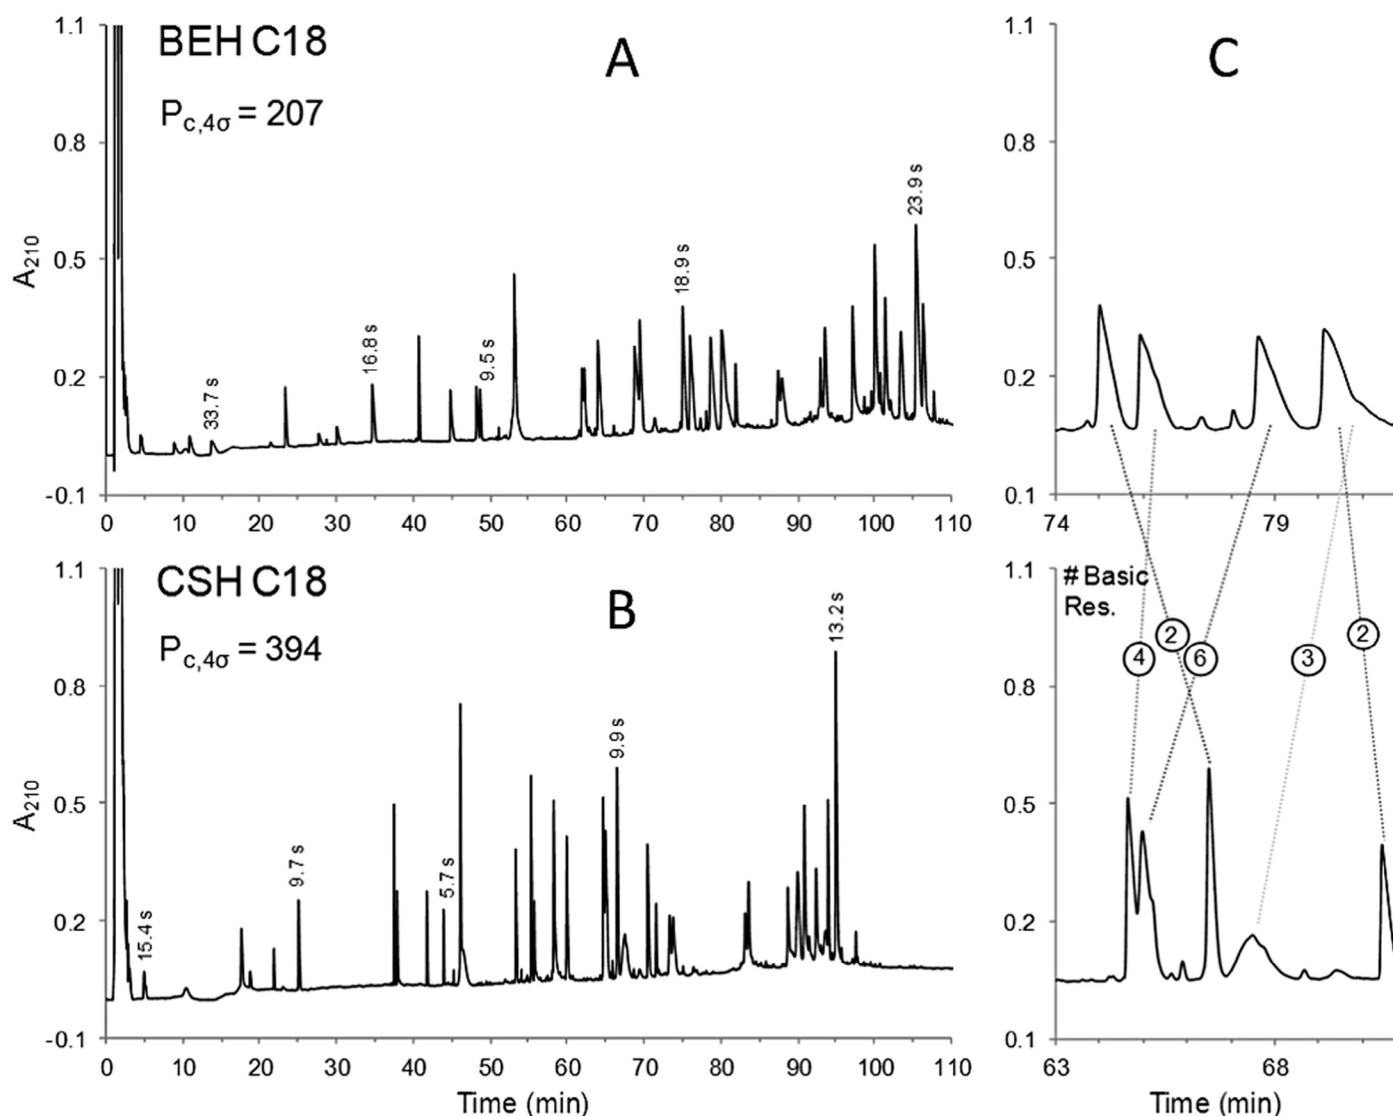 1.1
BEH C18
A
Pc,4σ = 207
0.8
A210
0.5
0.2
-0.1
33.7 s
16.8 s
9.5 s
18.9 s
23.9 s
0 10 20 30 40 50 60 70 80 90 100 110
1.1
C
0.8
0.5
0.2
0.1
74 79
1.1
CSH C18
B
Pc,4σ = 394
0.8
A210
0.5
0.2
-0.1
15.4 s
9.7 s
5.7 s
9.9 s
13.2 s
0 10 20 30 40 50 60 70 80 90 100 110
Time (min)
1.1
# Basic
Res.
4 2 6 3 2
0.8
0.5
0.2
0.1
63 68
Time (min)